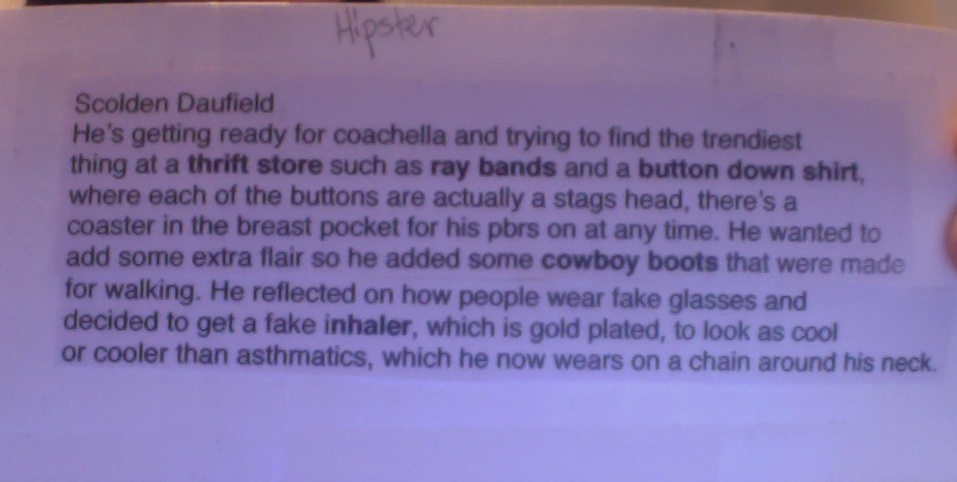 Hipster
Scolden Daufield
He's getting ready for coachella and trying to find the trendiest
thing at a thrift store such as ray bands and a button down shirt,
where each of the buttons are actually a stags head, there's a
coaster in the breast pocket for his pbrs on at any time. He wanted to
add some extra flair so he added some cowboy boots that were made
for walking. He reflected on how people wear fake glasses and
decided to get a fake inhaler, which is gold plated, to look as cool
or cooler than asthmatics, which he now wears on a chain around his neck.